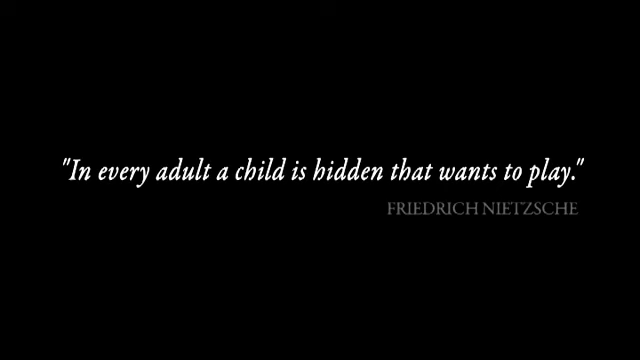 "In every adult a child is hidden that wants to play."
FRIEDRICH NIETZSCHE